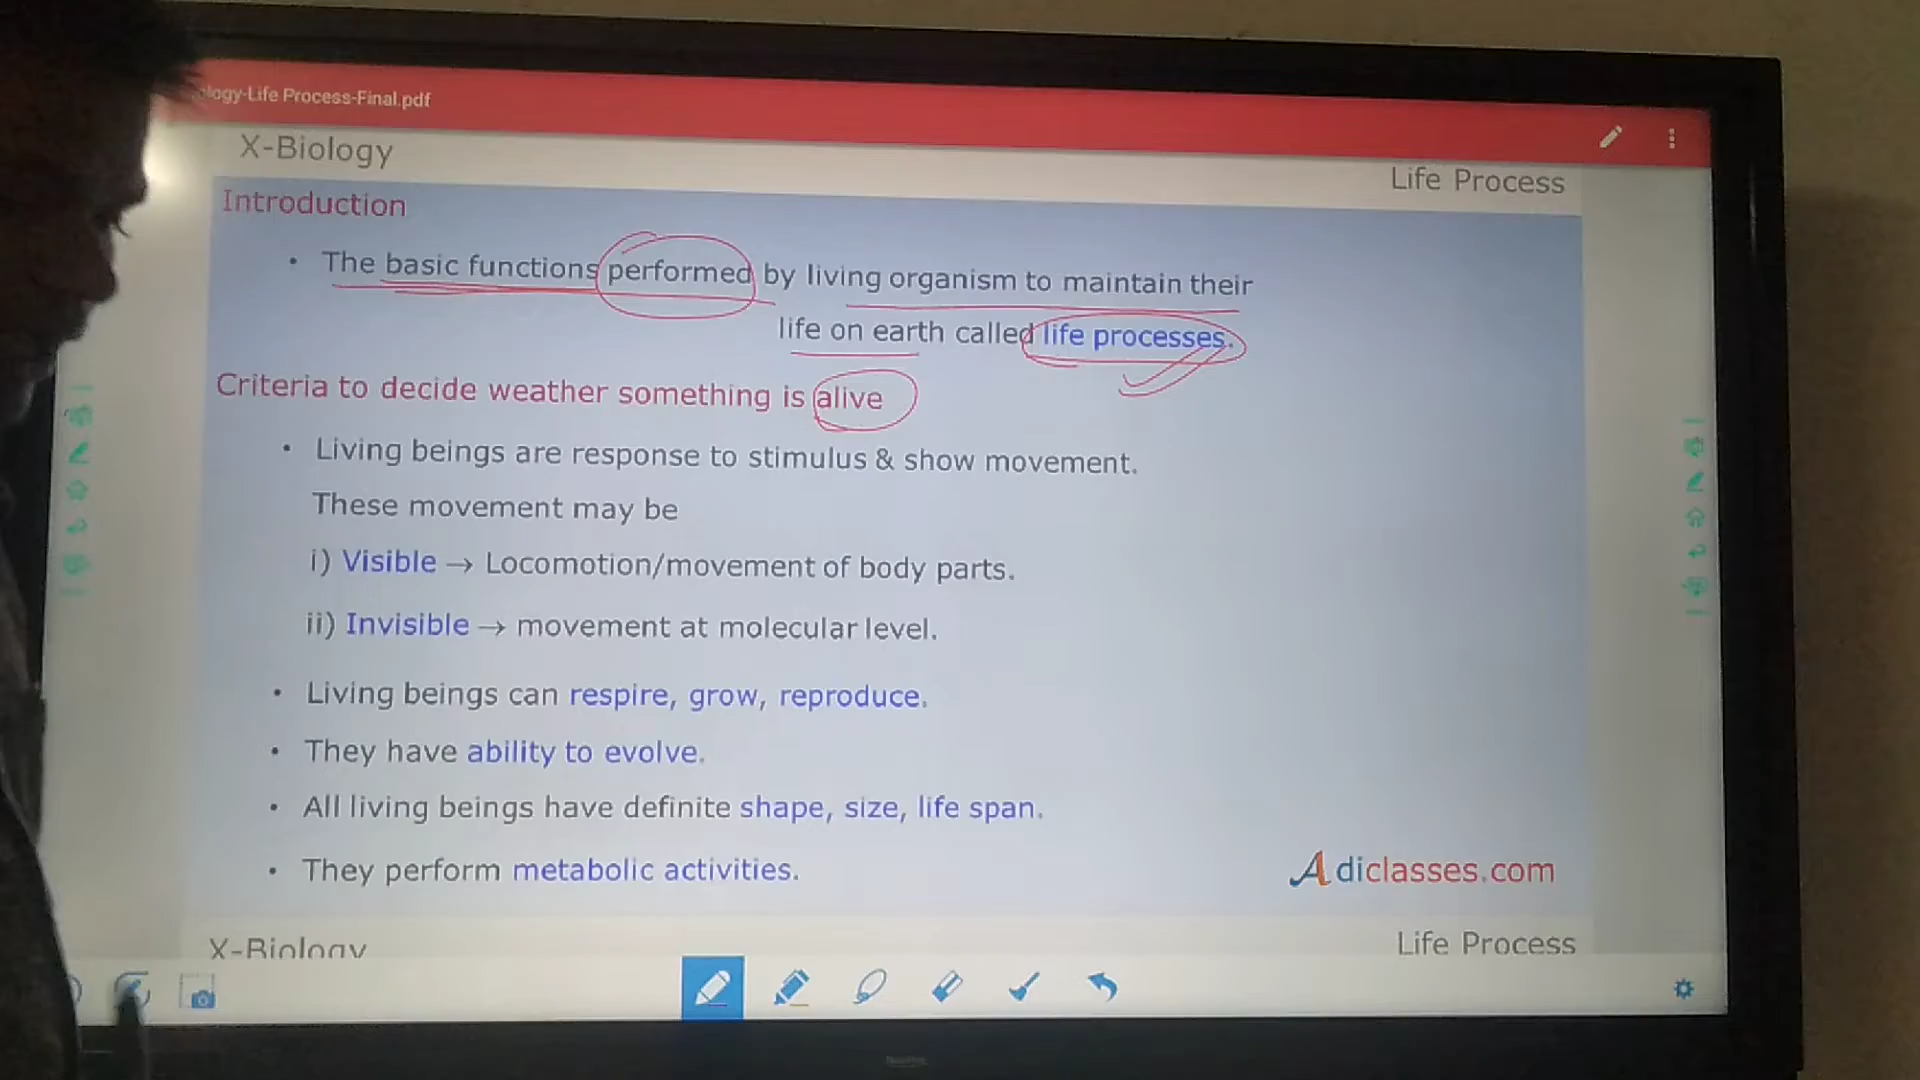 ology-Life Process-Final.pdf
X-Biology
Life Process
Introduction
• The basic functions performed by living organism to maintain their
life on earth called life processes.
Criteria to decide weather something is alive
• Living beings are response to stimulus & show movement.
These movement may be
i) Visible → Locomotion/movement of body parts.
ii) Invisible → movement at molecular level.
• Living beings can respire, grow, reproduce.
• They have ability to evolve.
• All living beings have definite shape, size, life span.
• They perform metabolic activities.
Adiclasses.com
X-Biology
Life Process